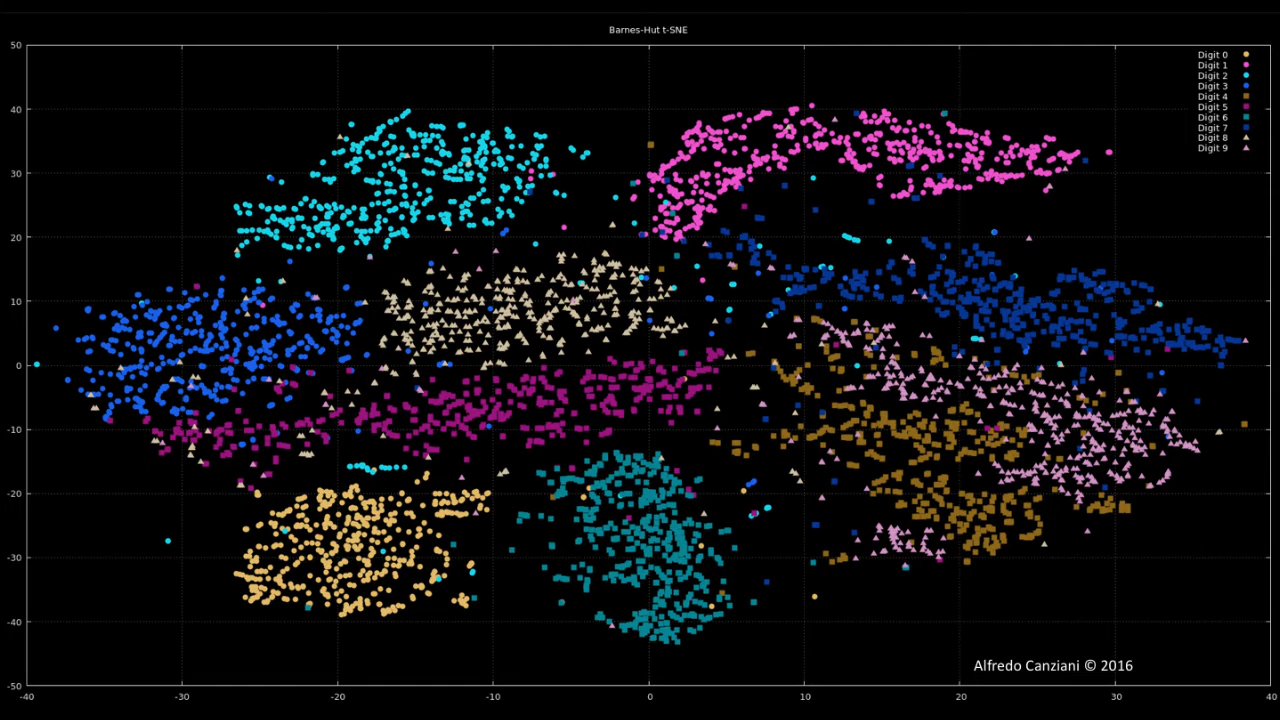 Barnes-Hut t-SNE
50
40
30
20
10
0
-10
-20
-30
-40
-50
-40 -30 -20 -10 0 10 20 30 40
Digit 0
Digit 1
Digit 2
Digit 3
Digit 4
Digit 5
Digit 6
Digit 7
Digit 8
Digit 9
Alfredo Canziani © 2016